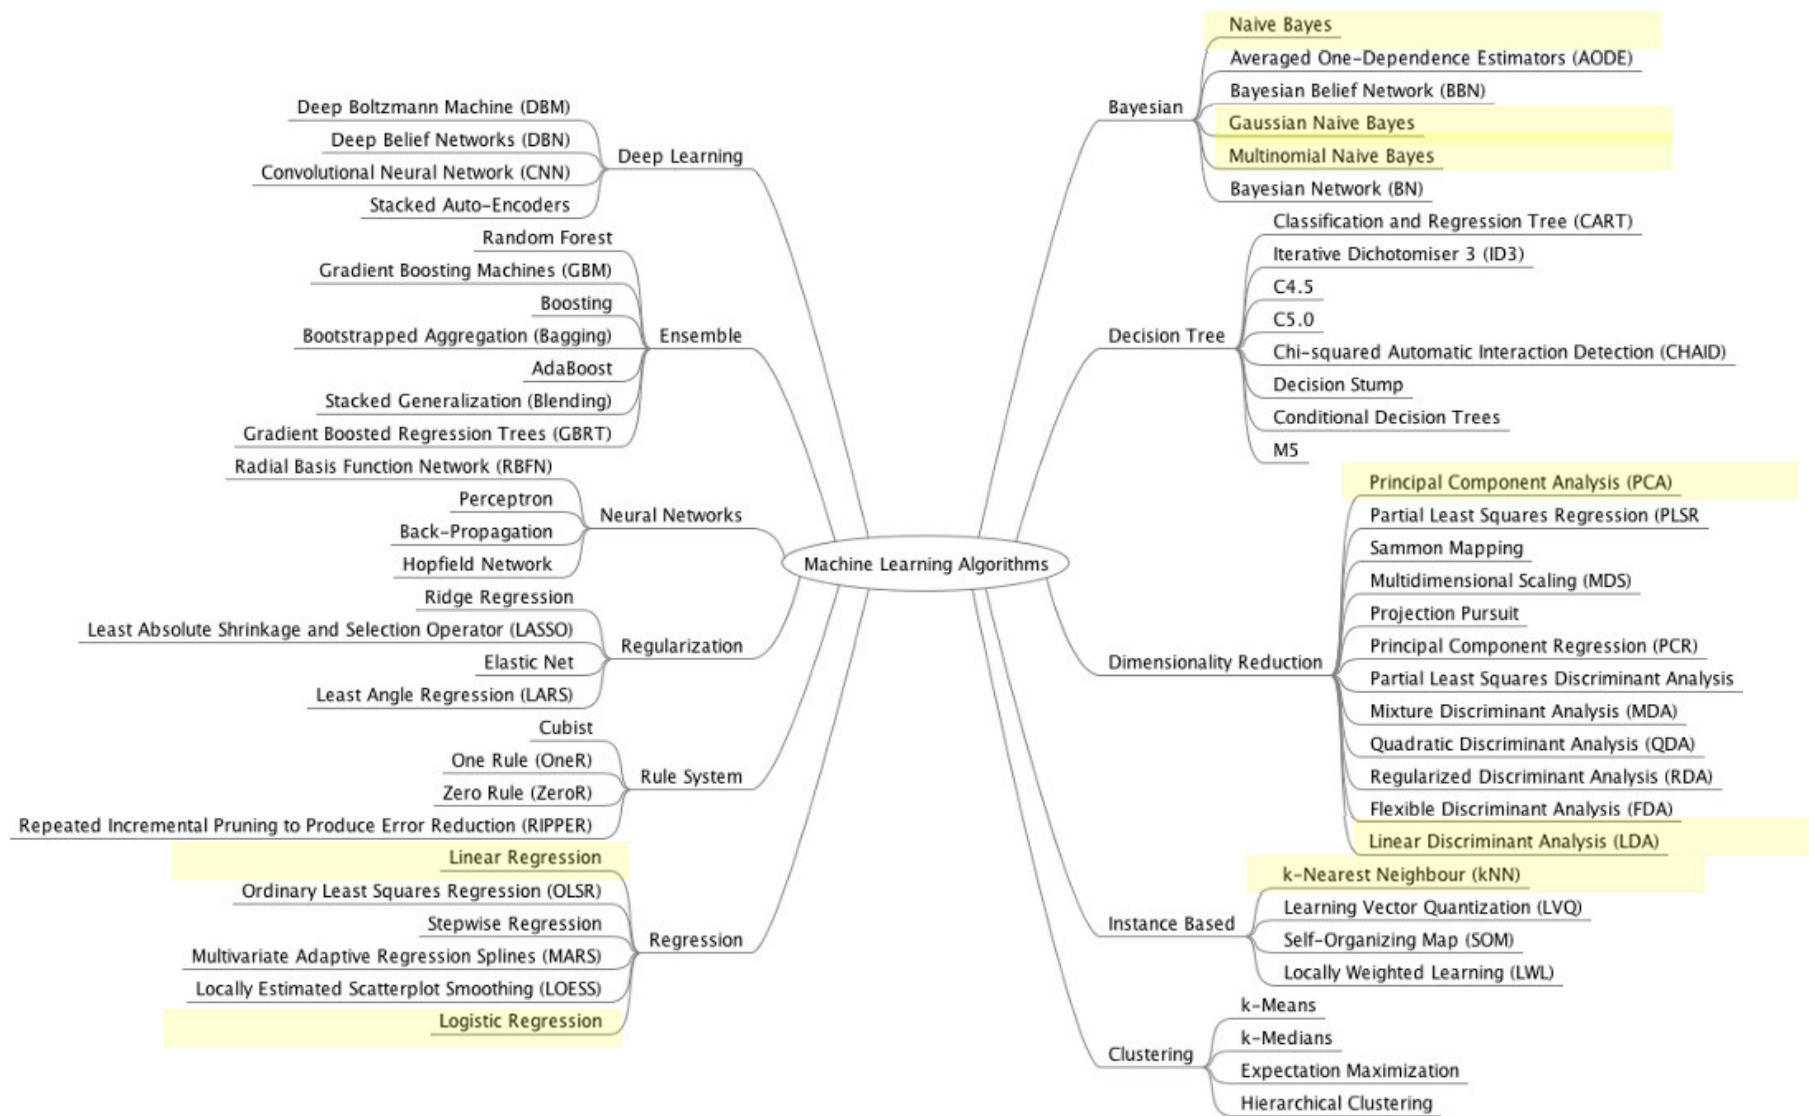 Deep Boltzmann Machine (DBM)
Deep Belief Networks (DBN)
Convolutional Neural Network (CNN)
Stacked Auto-Encoders
Deep Learning
Random Forest
Gradient Boosting Machines (GBM)
Boosting
Bootstrapped Aggregation (Bagging)
AdaBoost
Stacked Generalization (Blending)
Gradient Boosted Regression Trees (GBRT)
Ensemble
Radial Basis Function Network (RBFN)
Perceptron
Back-Propagation
Hopfield Network
Neural Networks
Ridge Regression
Least Absolute Shrinkage and Selection Operator (LASSO)
Elastic Net
Least Angle Regression (LARS)
Regularization
Cubist
One Rule (OneR)
Zero Rule (ZeroR)
Repeated Incremental Pruning to Produce Error Reduction (RIPPER)
Rule System
Linear Regression
Ordinary Least Squares Regression (OLSR)
Stepwise Regression
Multivariate Adaptive Regression Splines (MARS)
Locally Estimated Scatterplot Smoothing (LOESS)
Logistic Regression
Regression
Machine Learning Algorithms
Bayesian
Naive Bayes
Averaged One-Dependence Estimators (AODE)
Bayesian Belief Network (BBN)
Gaussian Naive Bayes
Multinomial Naive Bayes
Bayesian Network (BN)
Decision Tree
Classification and Regression Tree (CART)
Iterative Dichotomiser 3 (ID3)
C4.5
C5.0
Chi-squared Automatic Interaction Detection (CHAID)
Decision Stump
Conditional Decision Trees
M5
Dimensionality Reduction
Principal Component Analysis (PCA)
Partial Least Squares Regression (PLSR
Sammon Mapping
Multidimensional Scaling (MDS)
Projection Pursuit
Principal Component Regression (PCR)
Partial Least Squares Discriminant Analysis
Mixture Discriminant Analysis (MDA)
Quadratic Discriminant Analysis (QDA)
Regularized Discriminant Analysis (RDA)
Flexible Discriminant Analysis (FDA)
Linear Discriminant Analysis (LDA)
Instance Based
k-Nearest Neighbour (kNN)
Learning Vector Quantization (LVQ)
Self-Organizing Map (SOM)
Locally Weighted Learning (LWL)
Clustering
k-Means
k-Medians
Expectation Maximization
Hierarchical Clustering